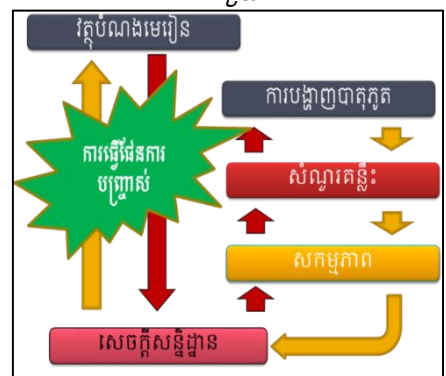 វត្ថុបំណងមេរៀន
ការបង្ហាញបាតុភូត
ការធ្វើផែនការ
បញ្ច្រាស់
សំណួរគន្លឹះ
សកម្មភាព
សេចក្តីសន្និដ្ឋាន